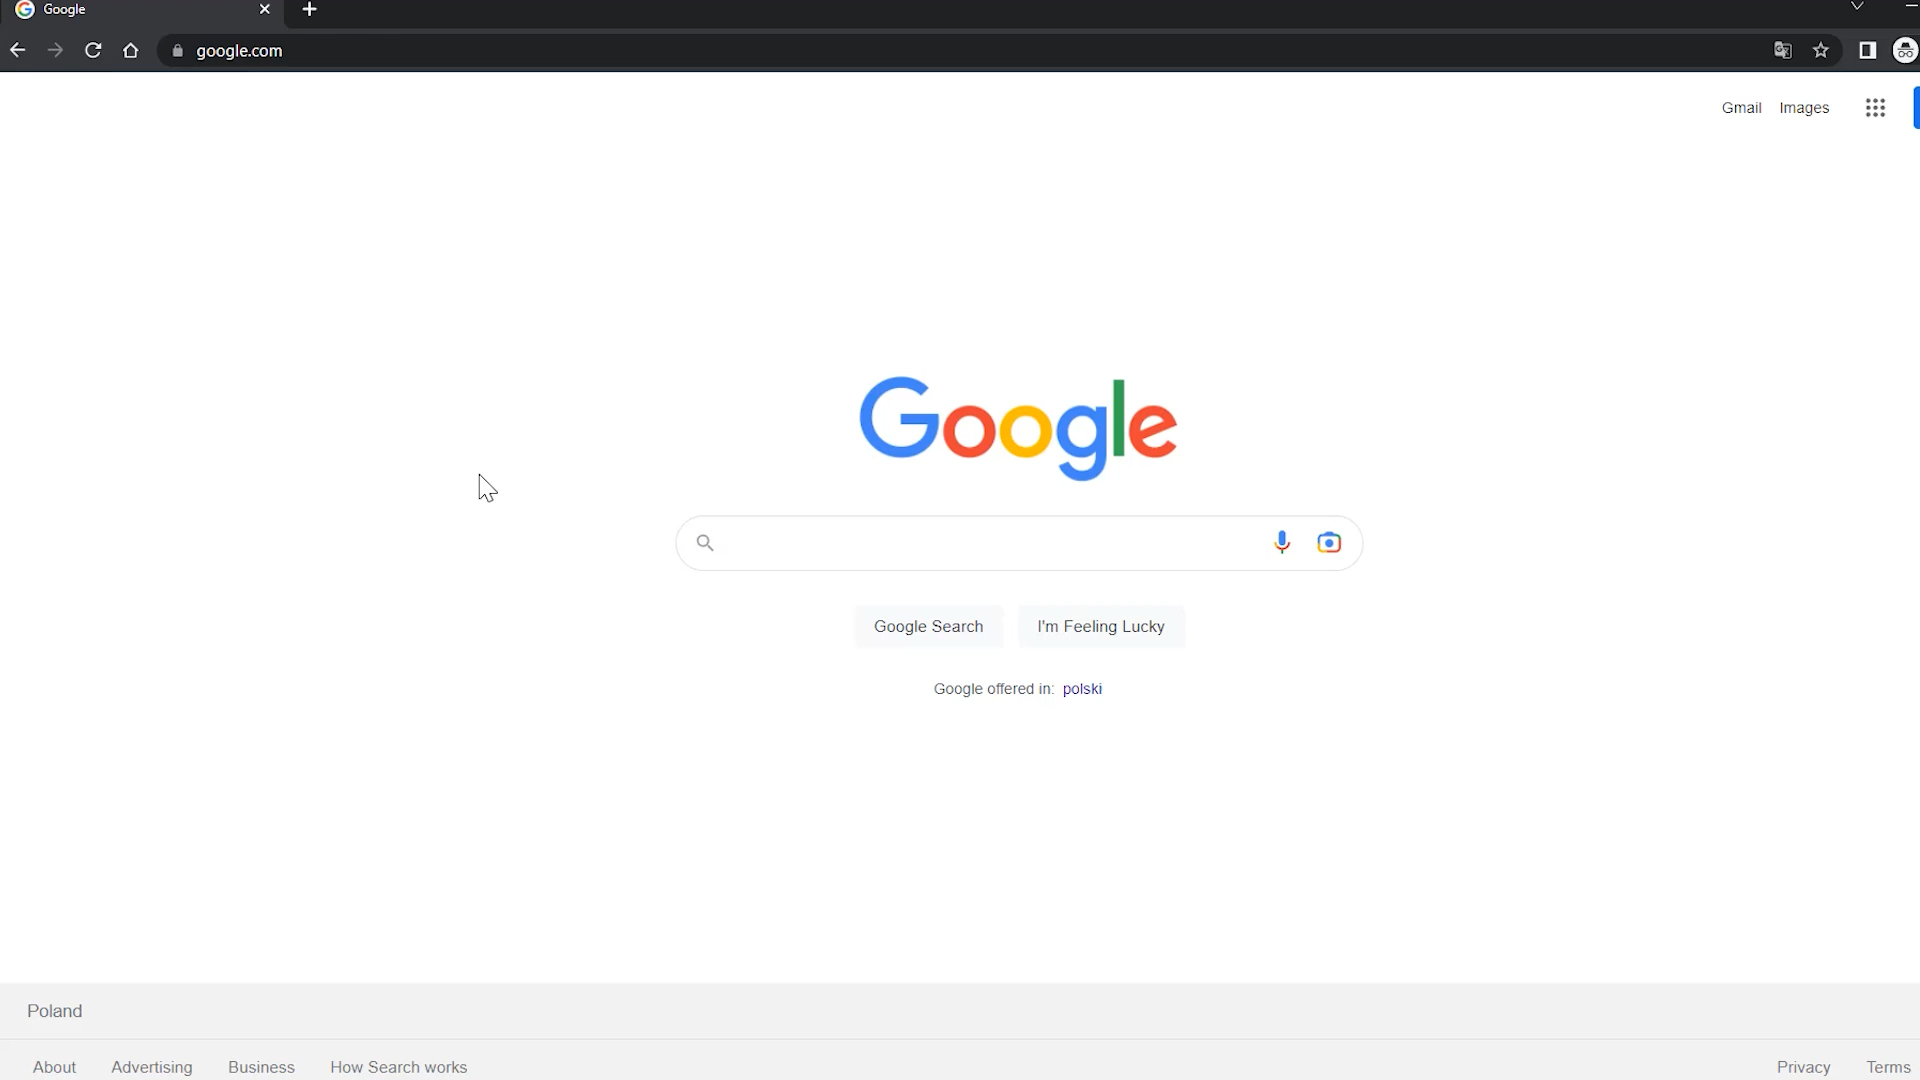 Google
google.com
Gmail Images
Google
Google Search I'm Feeling Lucky
Google offered in: polski
Poland
About Advertising Business How Search works Privacy Terms